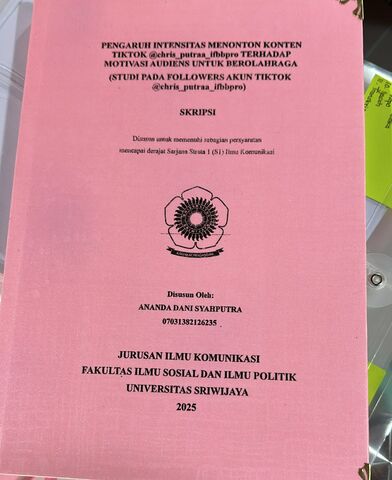 PENGARUH INTENSITAS MENONTON KONTEN
TIKTOK @chris_putraa_ifbbpro TERHADAP
MOTIVASI AUDIENS UNTUK BEROLAHRAGA
(STUDI PADA FOLLOWERS AKUN TIKTOK
@chris_putraa_ifbbpro)
SKRIPSI
Disusun untuk memenuhi sebagian persyaratan
mencapai derajat Sarjana Strata 1 (S1) Ilmu Komunikasi
Disusun Oleh:
ANANDA DANI SYAHPUTRA
07031382126235
JURUSAN ILMU KOMUNIKASI
FAKULTAS ILMU SOSIAL DAN ILMU POLITIK
UNIVERSITAS SRIWIJAYA
2025